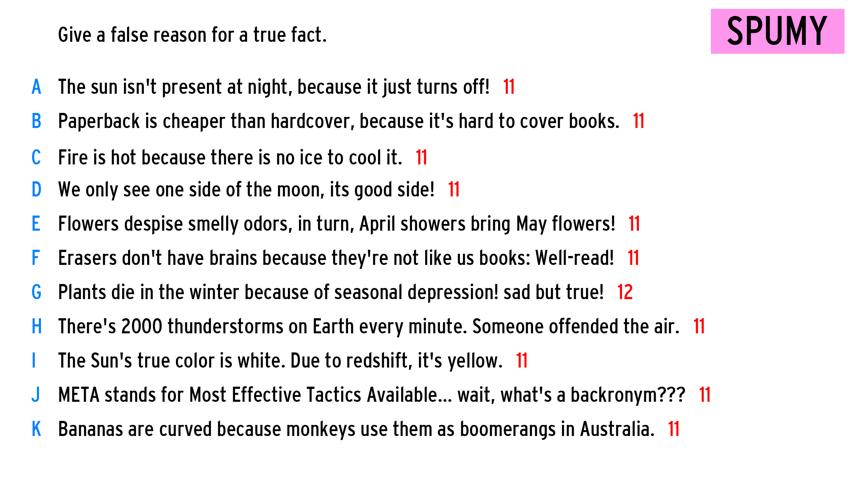 Give a false reason for a true fact.
SPUMY
A The sun isn't present at night, because it just turns off! 11
B Paperback is cheaper than hardcover, because it's hard to cover books. 11
C Fire is hot because there is no ice to cool it. 11
D We only see one side of the moon, its good side! 11
E Flowers despise smelly odors, in turn, April showers bring May flowers! 11
F Erasers don't have brains because they're not like us books: Well-read! 11
G Plants die in the winter because of seasonal depression! sad but true! 12
H There's 2000 thunderstorms on Earth every minute. Someone offended the air. 11
I The Sun's true color is white. Due to redshift, it's yellow. 11
J META stands for Most Effective Tactics Available... wait, what's a backronym??? 11
K Bananas are curved because monkeys use them as boomerangs in Australia. 11